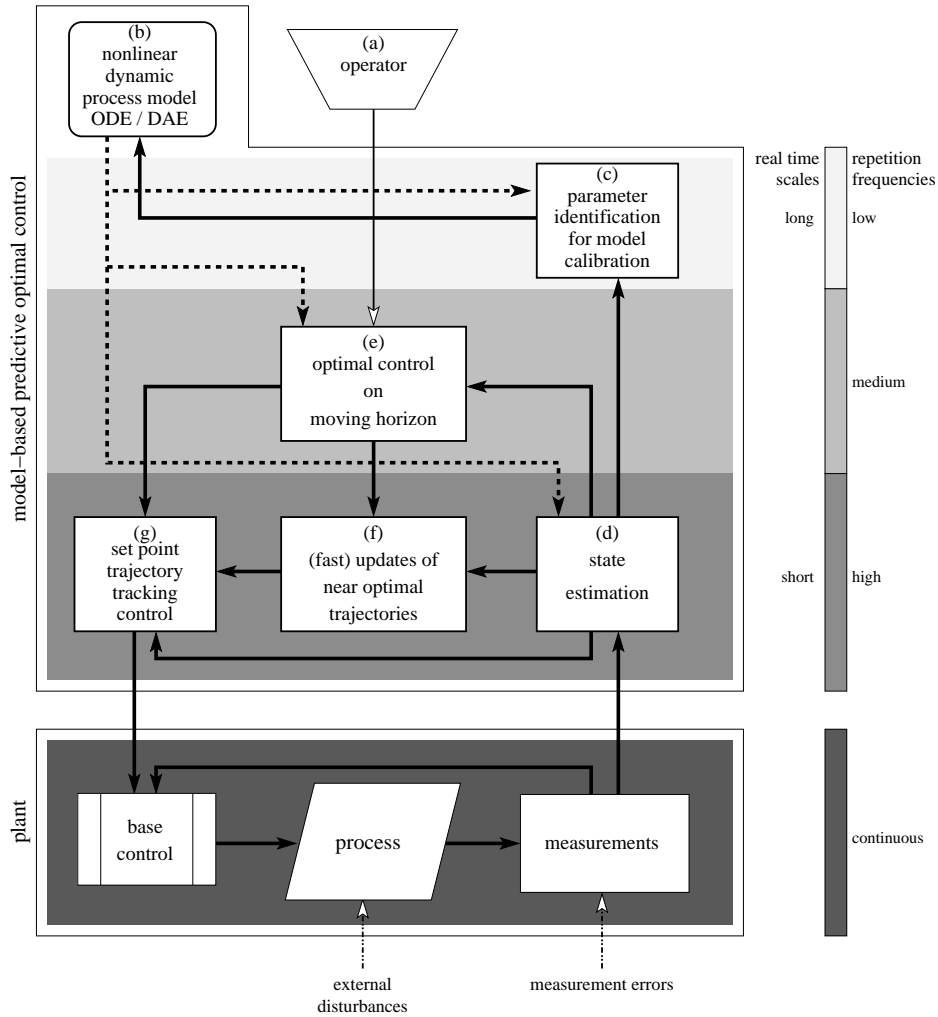 (b)
nonlinear
dynamic
process model
ODE / DAE
(a)
operator
real time
scales
repetition
frequencies
(c)
parameter
identification
for model
calibration
long
low
model−based predictive optimal control
(e)
optimal control
on
moving horizon
medium
(g)
set point
trajectory
tracking
control
(f)
(fast) updates of
near optimal
trajectories
(d)
state
estimation
short
high
plant
base
control
process
measurements
continuous
external
disturbances
measurement errors